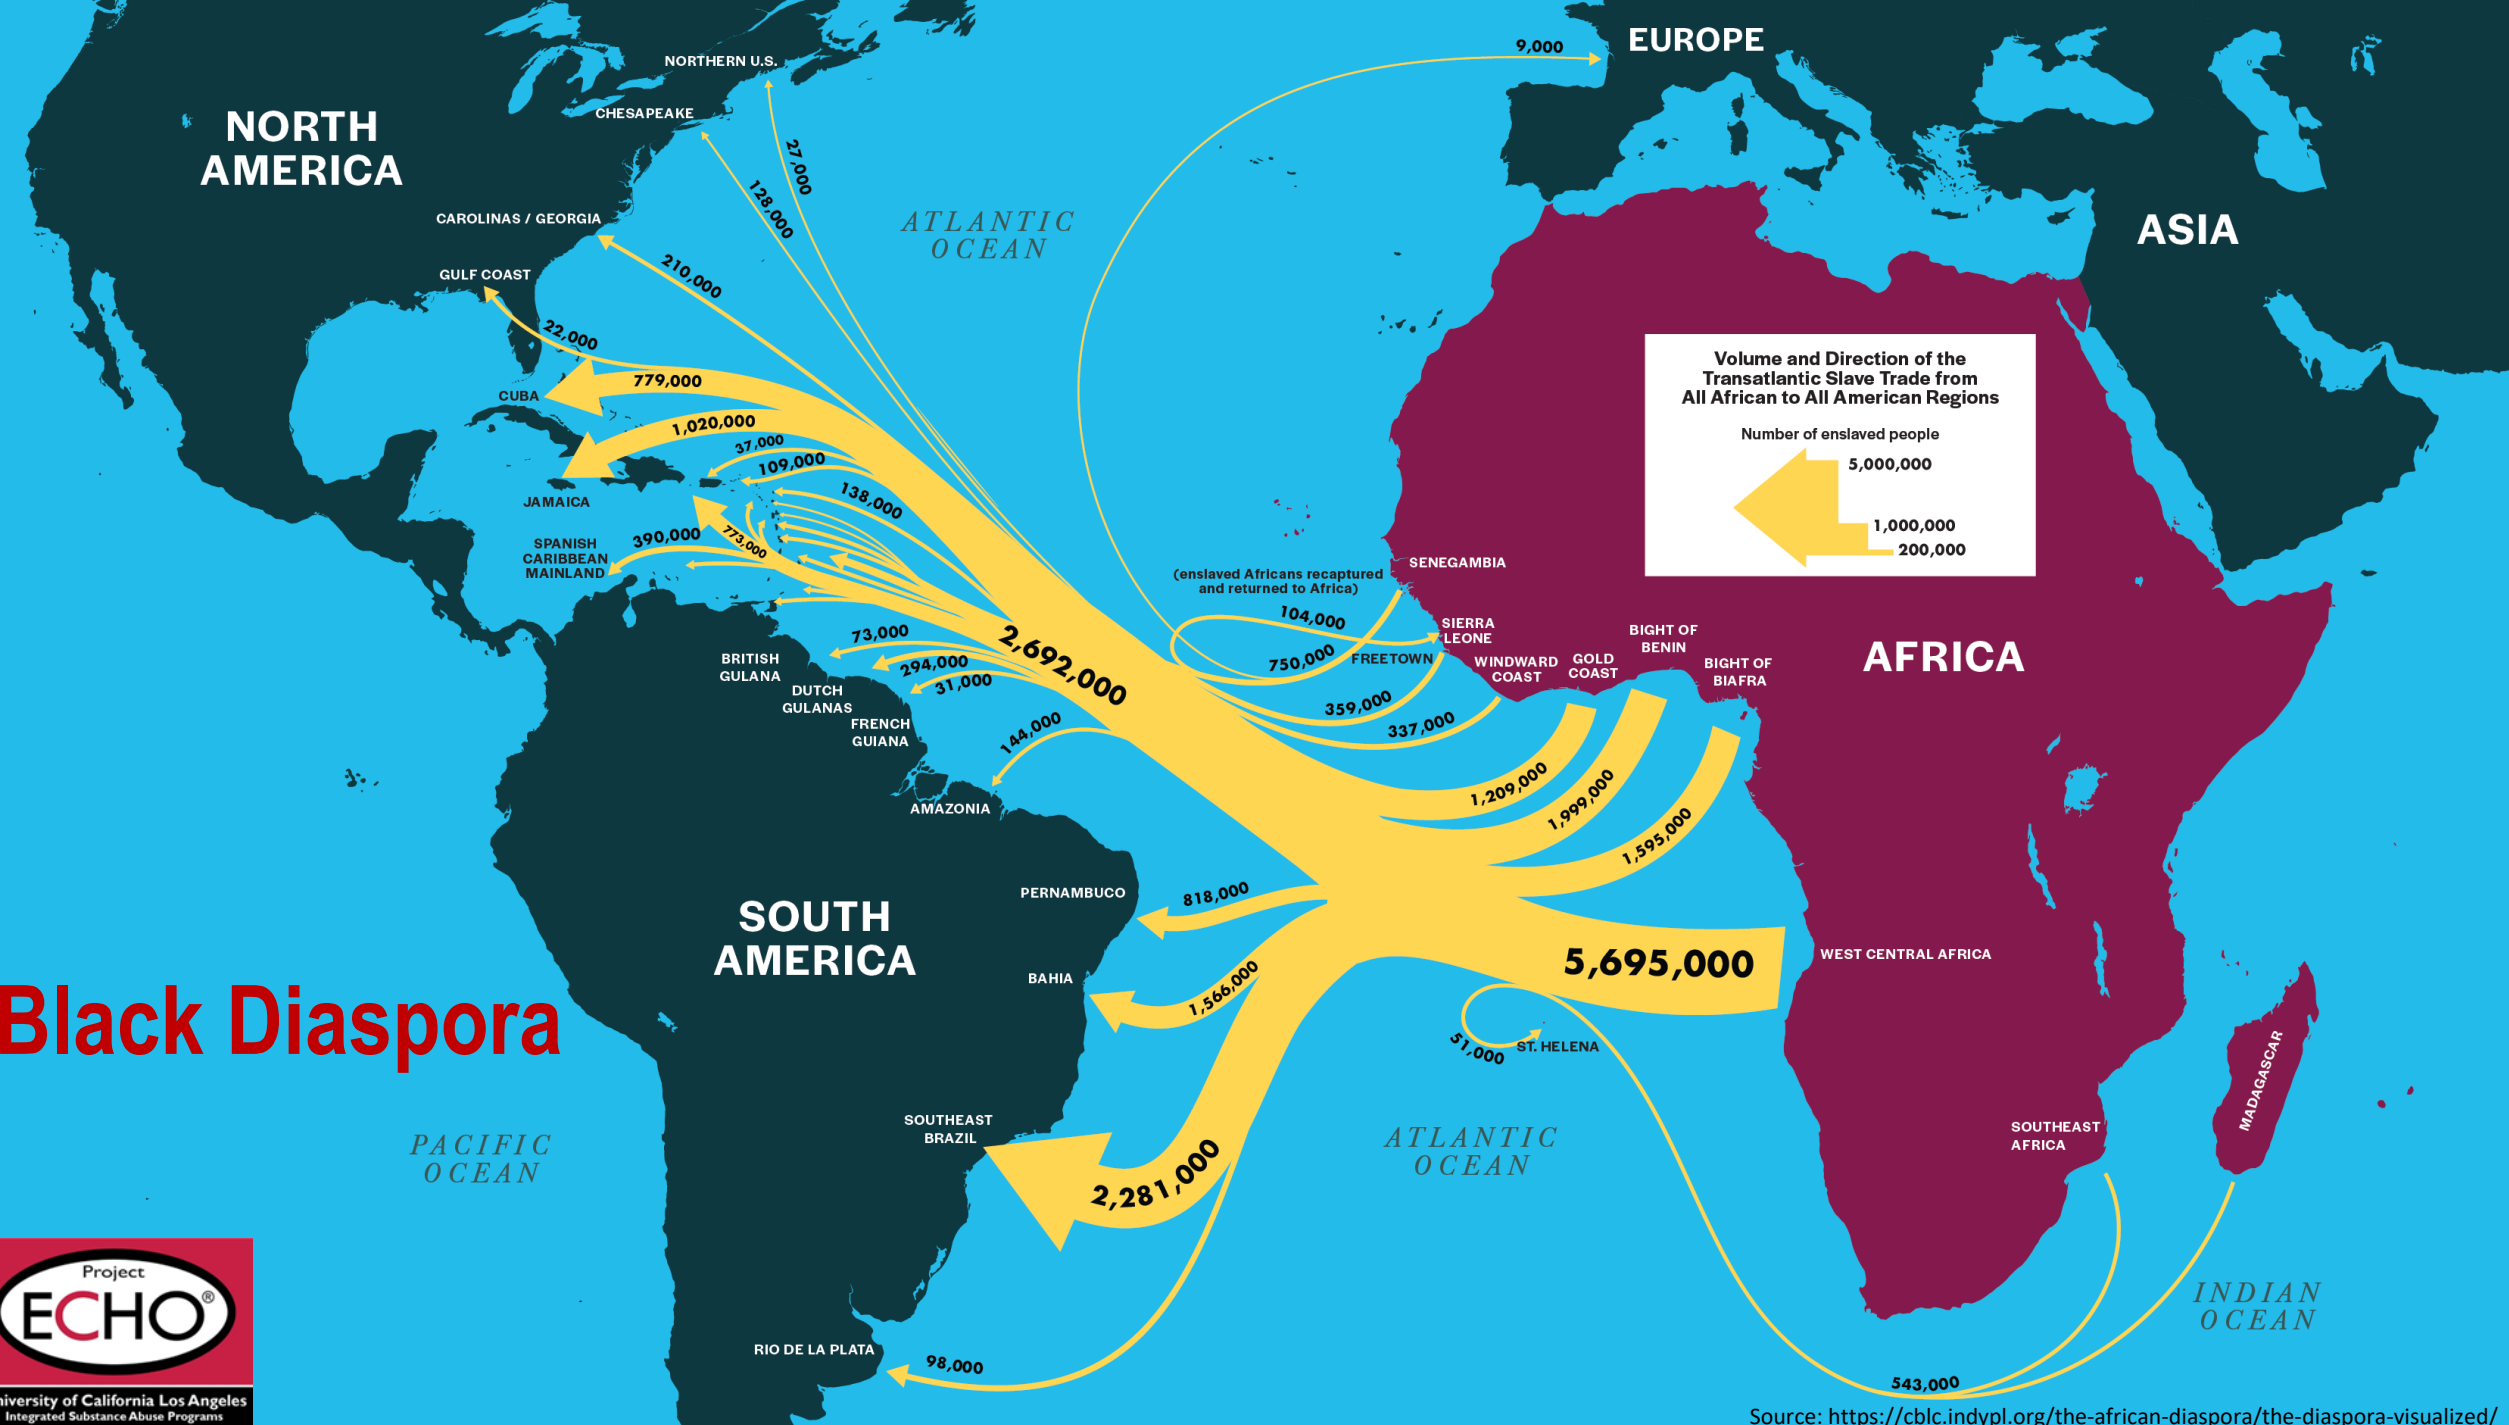 EUROPE
9,000
NORTHERN U.S.
CHESAPEAKE
NORTH
AMERICA
27,000
128,000
ATLANTIC
OCEAN
ASIA
CAROLINAS / GEORGIA
210,000
GULF COAST
22,000
779,000
CUBA
1,020,000
37,000
109,000
138,000
JAMAICA
773,000
390,000
SPANISH
CARIBBEAN
MAINLAND
Volume and Direction of the
Transatlantic Slave Trade from
All African to All American Regions
Number of enslaved people
5,000,000
1,000,000
200,000
SENEGAMBIA
(enslaved Africans recaptured
and returned to Africa)
104,000
SIERRA
LEONE
750,000
FREETOWN
WINDWARD
COAST
GOLD
COAST
BIGHT OF
BENIN
BIGHT OF
BIAFRA
AFRICA
2,692,000
73,000
294,000
31,000
144,000
BRITISH
GULANA
DUTCH
GULANAS
FRENCH
GUIANA
AMAZONIA
359,000
337,000
1,209,000
1,999,000
1,595,000
PERNAMBUCO
818,000
SOUTH
AMERICA
BAHIA
1,566,000
5,695,000
WEST CENTRAL AFRICA
51,000
ST. HELENA
Black Diaspora
MADAGASCAR
SOUTHEAST
AFRICA
SOUTHEAST
BRAZIL
2,281,000
PACIFIC
OCEAN
ATLANTIC
OCEAN
INDIAN
OCEAN
RIO DE LA PLATA
98,000
543,000
Project
ECHO®
niversity of California Los Angeles
Integrated Substance Abuse Programs
Source: https://cblc.indypl.org/the-african-diaspora/the-diaspora-visualized/